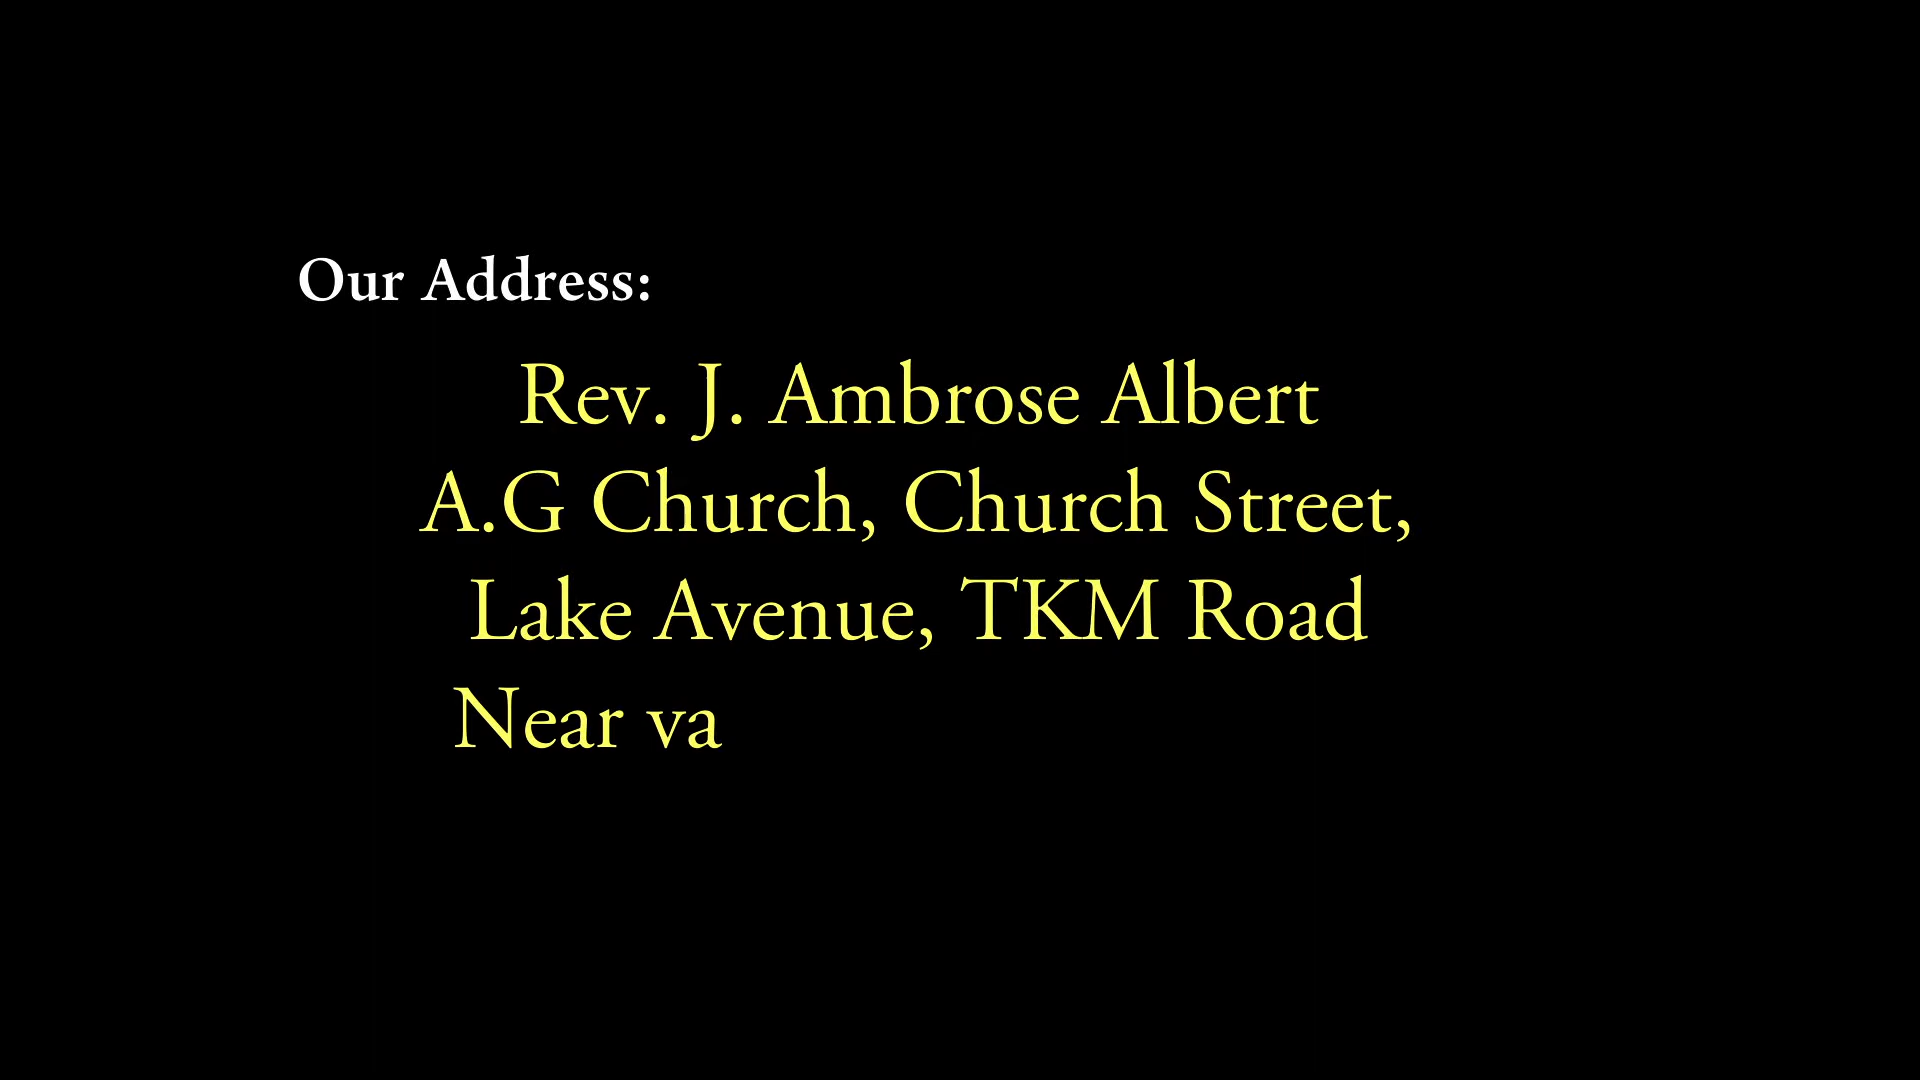 Our Address:
Rev. J. Ambrose Albert
A.G Church, Church Street,
Lake Avenue, TKM Road
Near va